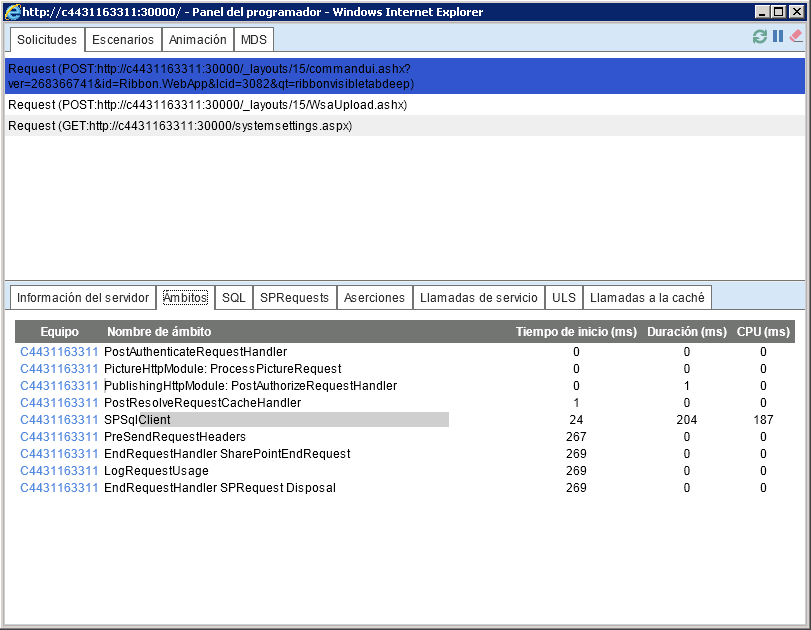 http://c4431163311:30000/ - Panel del programador - Windows Internet Explorer
Solicitudes Escenarios Animación MDS
Request (POST:http://c4431163311:30000/_layouts/15/commandui.ashx?
ver=268366741&id=Ribbon.WebApp&lcid=3082&qt=ribbonvisibletabdeep)
Request (POST:http://c4431163311:30000/_layouts/15/WsaUpload.ashx)
Request (GET:http://c4431163311:30000/systemsettings.aspx)
Información del servidor Ámbitos SQL SPRequests Aserciones Llamadas de servicio ULS Llamadas a la caché
Equipo Nombre de ámbito Tiempo de inicio (ms) Duración (ms) CPU (ms)
C4431163311 PostAuthenticateRequestHandler 0 0 0
C4431163311 PictureHttpModule: ProcessPictureRequest 0 0 0
C4431163311 PublishingHttpModule: PostAuthorizeRequestHandler 0 1 0
C4431163311 PostResolveRequestCacheHandler 1 0 0
C4431163311 SPSqlClient 24 204 187
C4431163311 PreSendRequestHeaders 267 0 0
C4431163311 EndRequestHandler SharePointEndRequest 269 0 0
C4431163311 LogRequestUsage 269 0 0
C4431163311 EndRequestHandler SPRequest Disposal 269 0 0